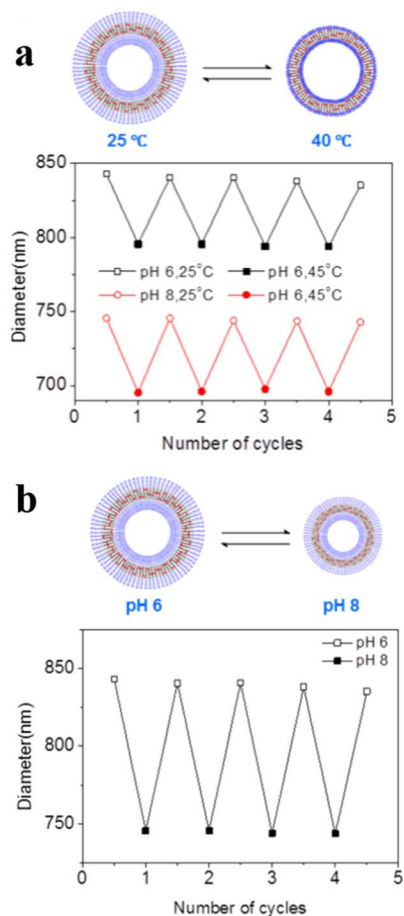 a
25 ℃ 40 ℃
850
800
750
700
Diameter(nm)
pH 6,25°C pH 6,45°C
pH 8,25°C pH 6,45°C
0 1 2 3 4 5
Number of cycles
b
pH 6 pH 8
850
800
750
Diameter(nm)
pH 6
pH 8
0 1 2 3 4 5
Number of cycles